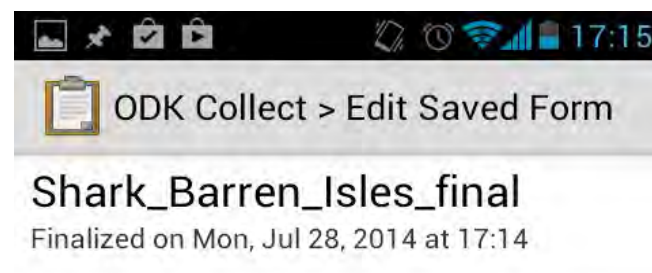 17:15
ODK Collect > Edit Saved Form
Shark_Barren_Isles_final
Finalized on Mon, Jul 28, 2014 at 17:14